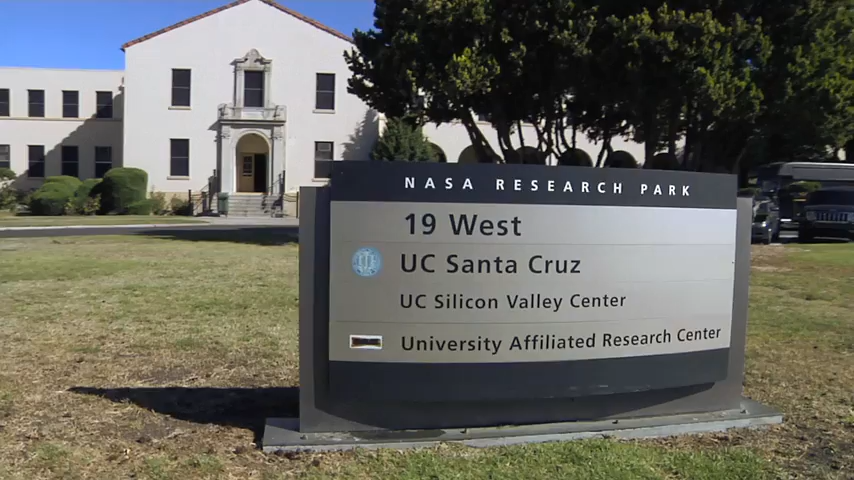 NASA RESEARCH PARK
19 West
UC Santa Cruz
UC Silicon Valley Center
University Affiliated Research Center